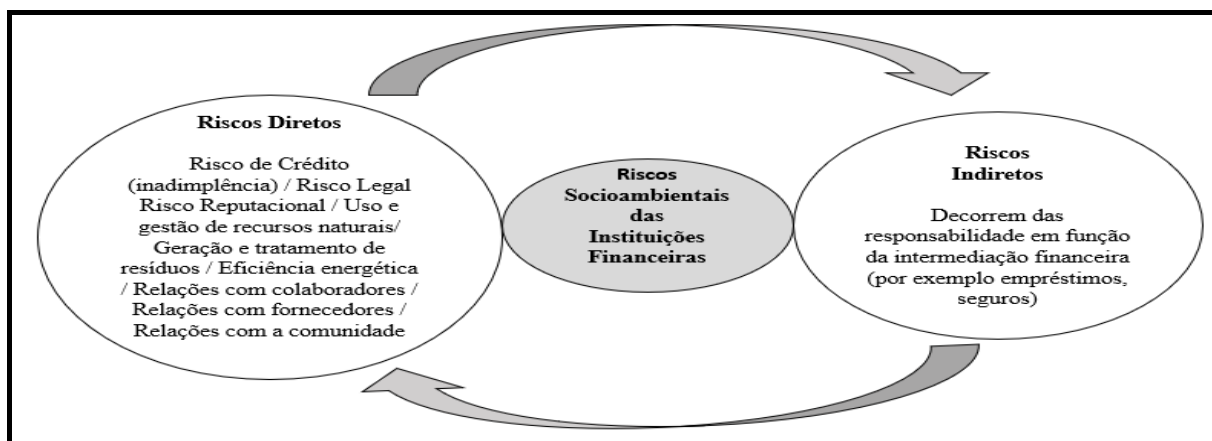 Riscos Diretos
Risco de Crédito
(inadimplência) / Risco Legal
Risco Reputacional / Uso e
gestão de recursos naturais/
Geração e tratamento de
resíduos / Eficiência energética
/ Relações com colaboradores /
Relações com fornecedores /
Relações com a comunidade
Riscos
Socioambientais
das
Instituições
Financeiras
Riscos
Indiretos
Decorrem das
responsabilidade em função
da intermediação financeira
(por exemplo empréstimos,
seguros)